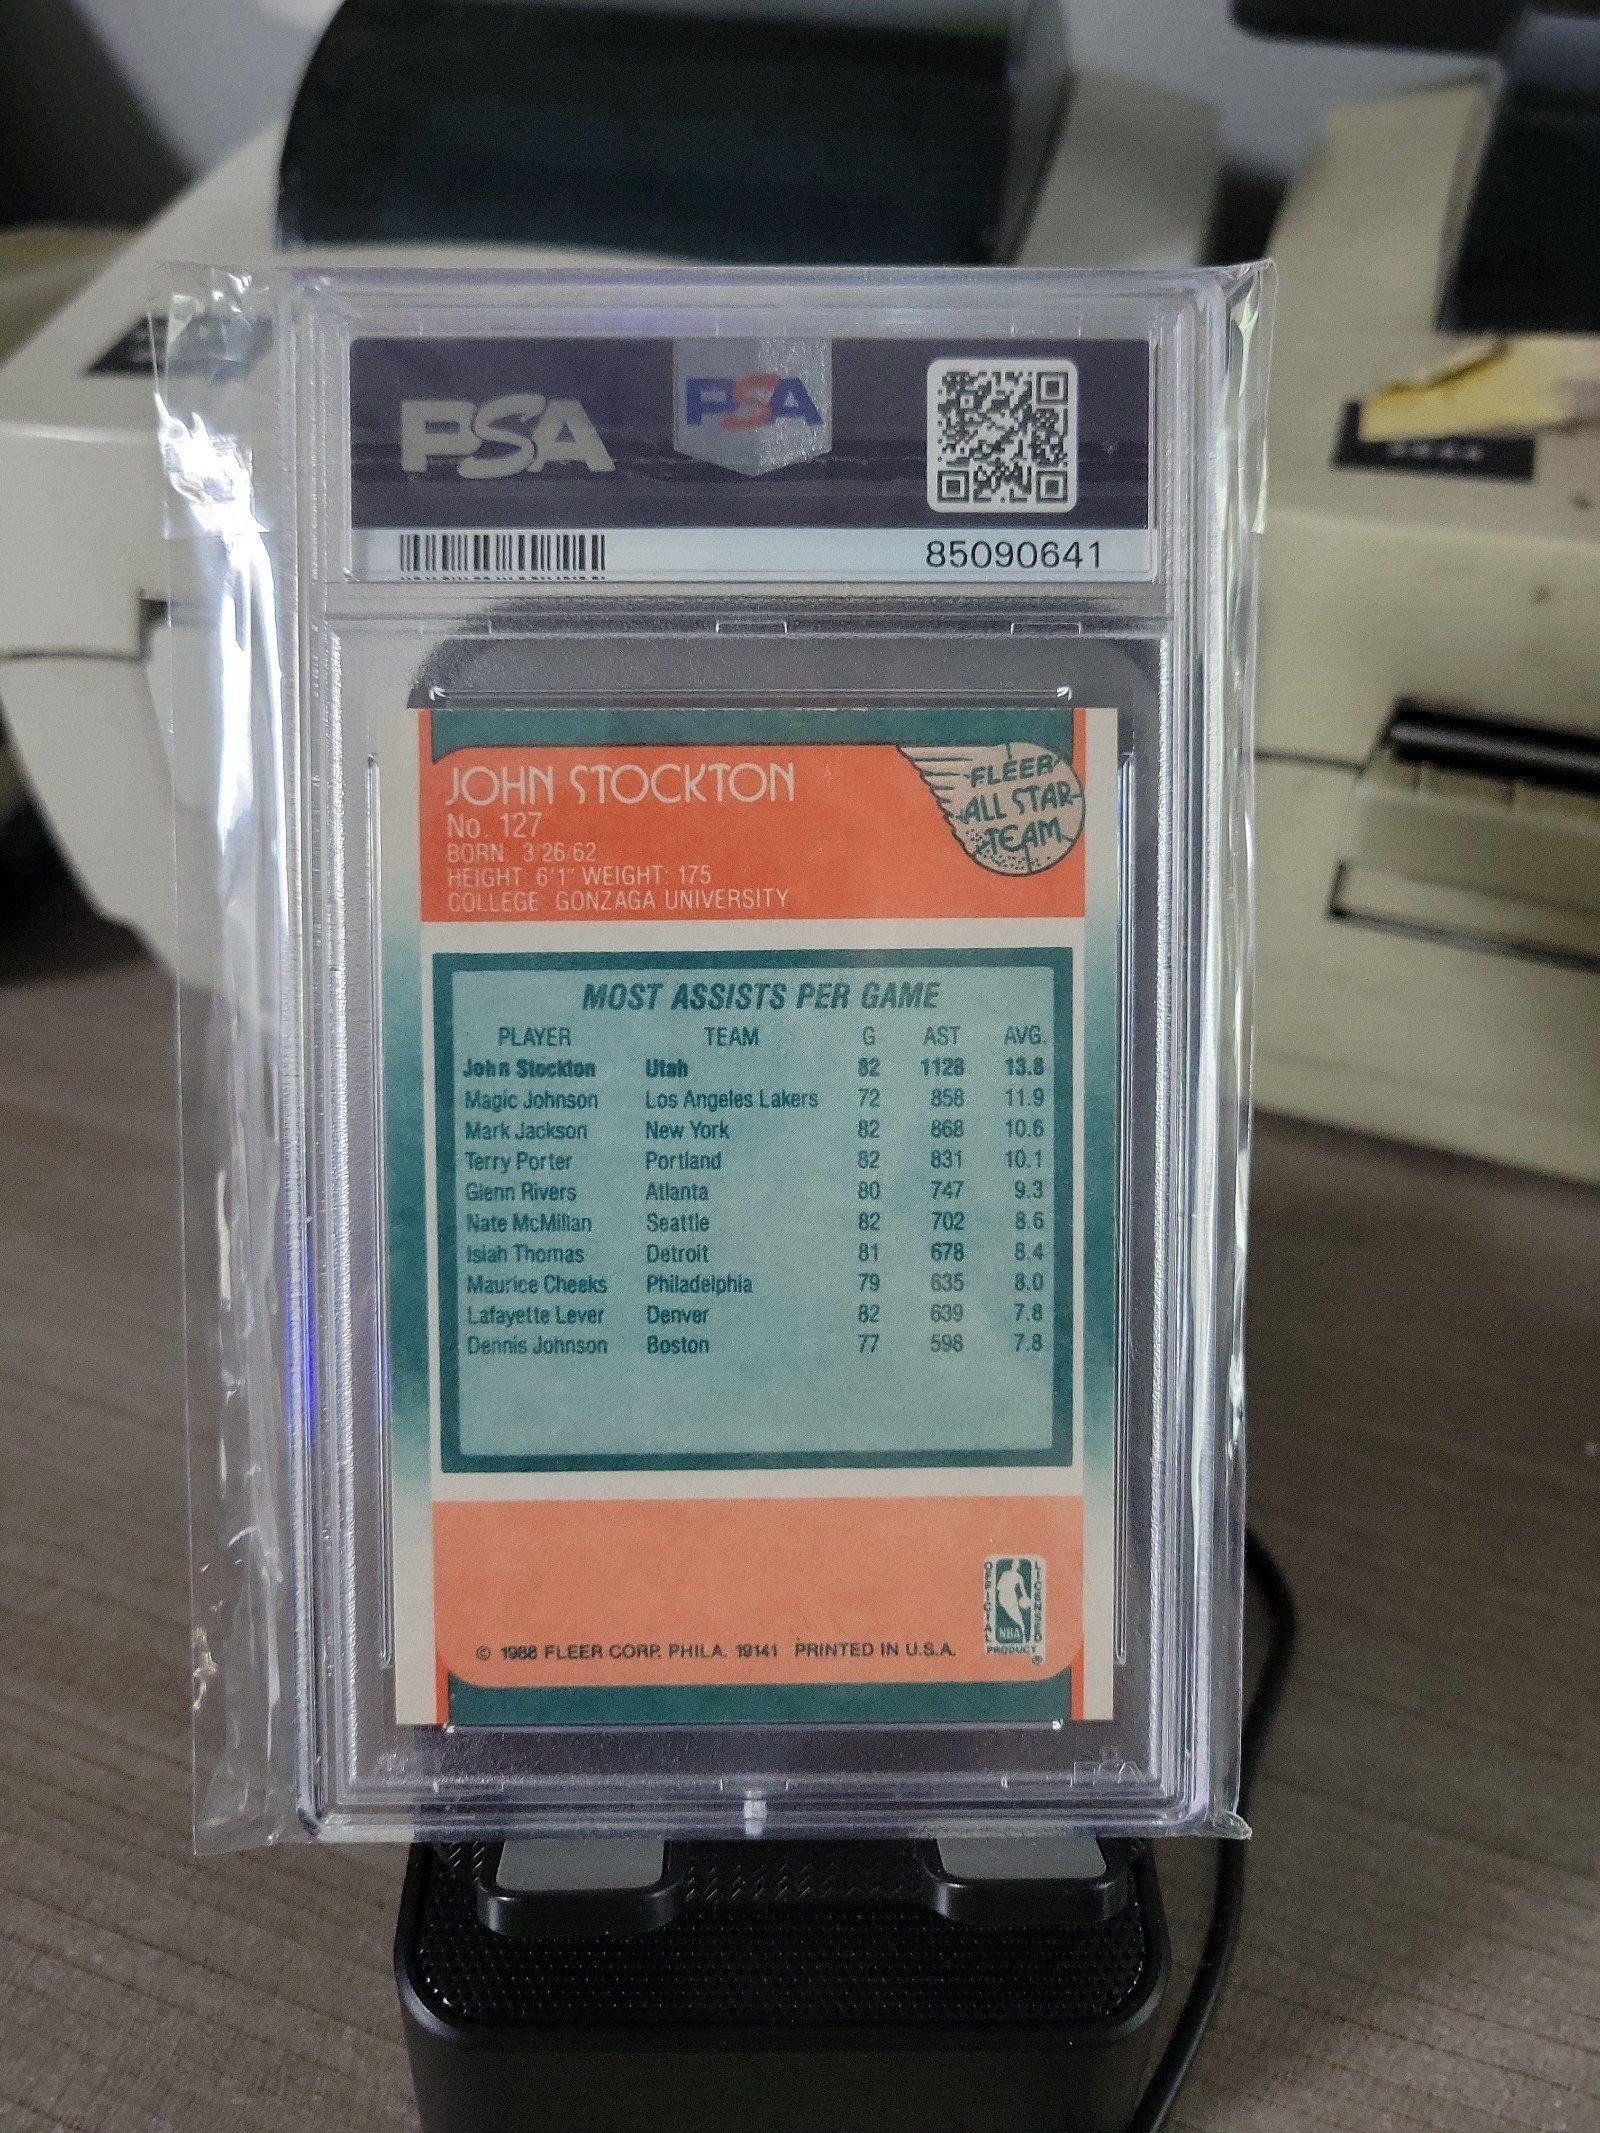 PSA
PSA
85090641
JOHN STOCKTON
No. 127
BORN 3/26/62
HEIGHT 6'1" WEIGHT: 175
COLLEGE GONZAGA UNIVERSITY
FLEER
ALL STAR
TEAM
MOST ASSISTS PER GAME
PLAYER TEAM G AST AVG.
John Stockton Utah 82 1128 13.8
Magic Johnson Los Angeles Lakers 72 858 11.9
Mark Jackson New York 82 868 10.6
Terry Porter Portland 82 831 10.1
Glenn Rivers Atlanta 80 747 9.3
Nate McMillan Seattle 82 702 8.6
Isiah Thomas Detroit 81 678 8.4
Maurice Cheeks Philadelphia 79 635 8.0
Lafayette Lever Denver 82 639 7.8
Dennis Johnson Boston 77 598 7.8
OFFICIAL LICENSED
NBA
PRODUCT
®
© 1988 FLEER CORP. PHILA. 19141 PRINTED IN U.S.A.
PSA